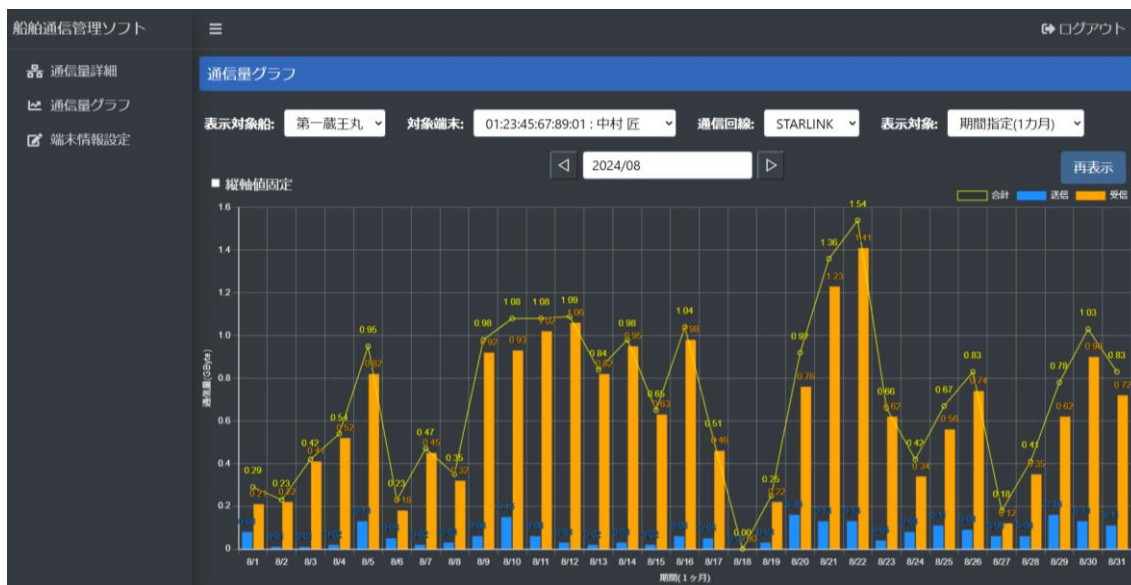 船舶通信管理ソフト
ログアウト
通信量詳細
通信量グラフ
端末情報設定
通信量グラフ
表示対象船: 第一蔵王丸 対象端末: 01:23:45:67:89:01 : 中村 匠 通信回線: STARLINK 表示対象: 期間指定(1カ月)
2024/08
再表示
縦軸値固定
合計 送信 受信
通信量(GByte)
1.6
1.4
1.2
1.0
0.8
0.6
0.4
0.2
0
0.29 0.23 0.42 0.54 0.95 0.23 0.47 0.35 0.98 1.08 1.08 1.09 0.84 0.98 0.65 1.04 0.51 0.00 0.25 0.92 1.36 1.54 0.66 0.42 0.67 0.83 0.18 0.41 0.78 1.03 0.83
0.21 0.22 0.41 0.52 0.82 0.18 0.45 0.32 0.92 0.93 1.02 1.06 0.82 0.95 0.63 0.98 0.46 0.22 0.76 1.23 1.41 0.62 0.34 0.56 0.74 0.12 0.35 0.62 0.90 0.72
8/1 8/2 8/3 8/4 8/5 8/6 8/7 8/8 8/9 8/10 8/11 8/12 8/13 8/14 8/15 8/16 8/17 8/18 8/19 8/20 8/21 8/22 8/23 8/24 8/25 8/26 8/27 8/28 8/29 8/30 8/31
期間(1ヶ月)